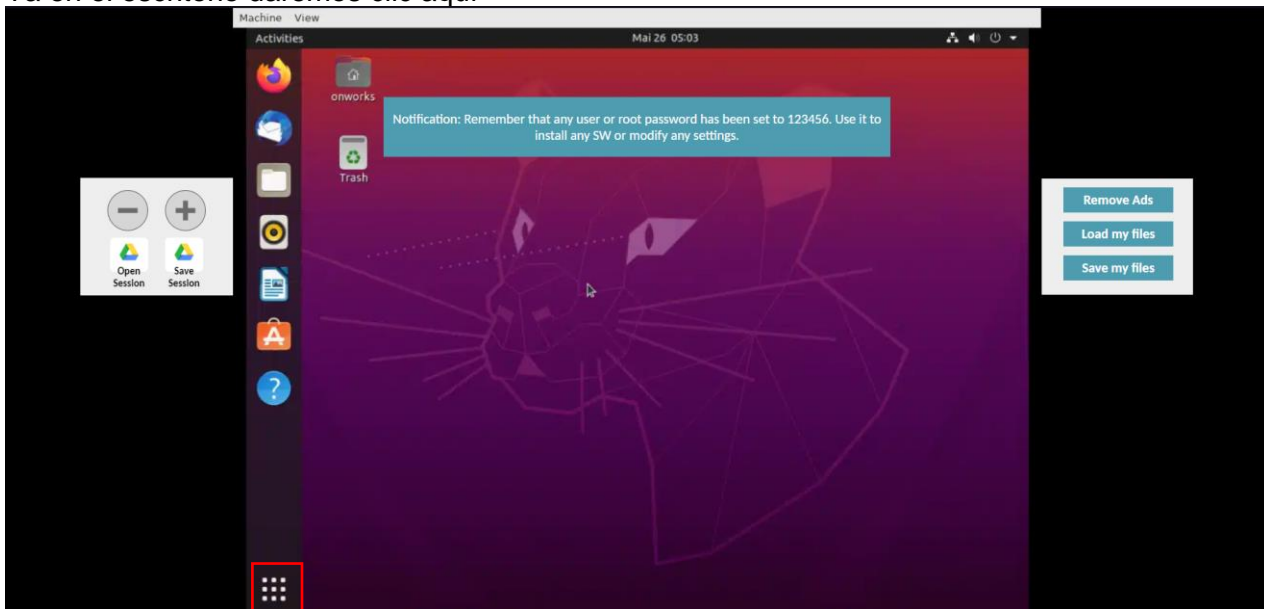 Machine View
Activities
Mai 26 05:03
onworks
Notification: Remember that any user or root password has been set to 123456. Use it to
install any SW or modify any settings.
Trash
Open
Session
Save
Session
Remove Ads
Load my files
Save my files